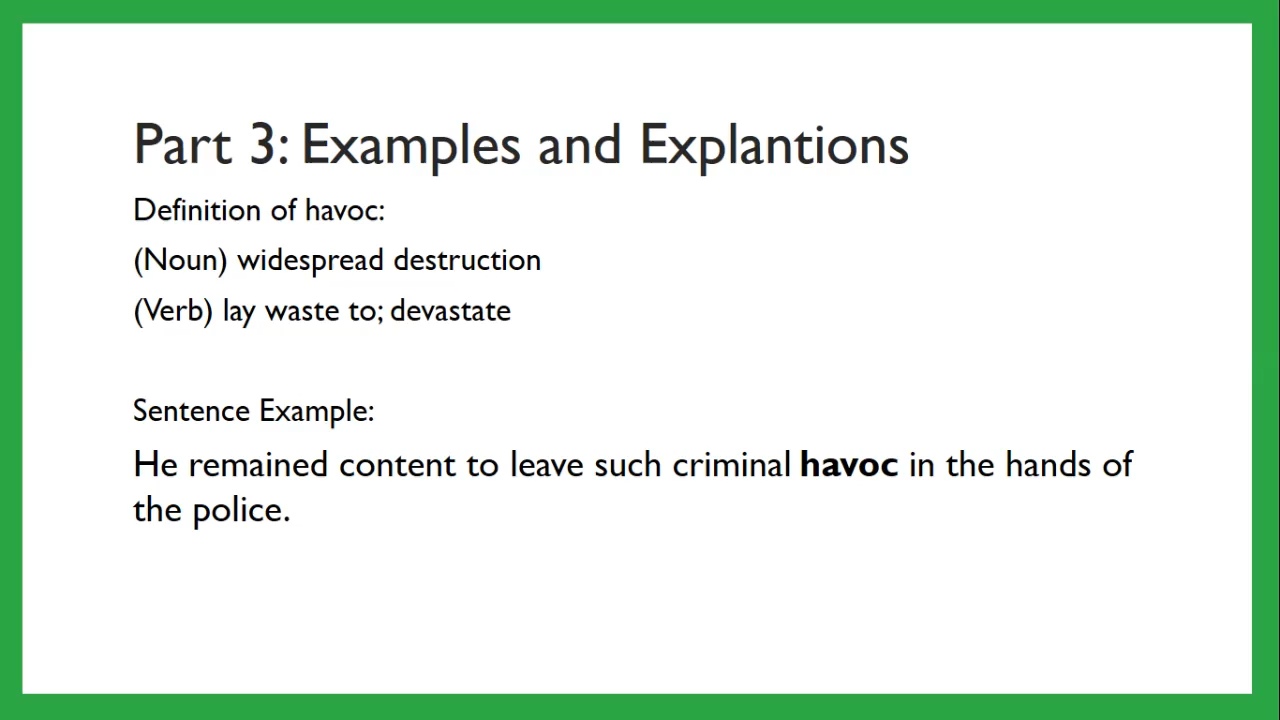 Part 3: Examples and Explantions
Definition of havoc:
(Noun) widespread destruction
(Verb) lay waste to; devastate
Sentence Example:
He remained content to leave such criminal havoc in the hands of
the police.